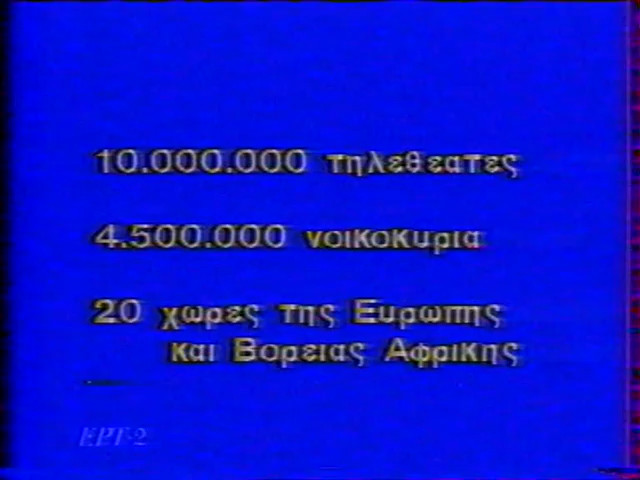 10.000.000 τηλεθεατες
4.500.000 νοικοκυρια
20 χωρες της Ευρωπης
και Βορειας Αφρικης
ΕΡΤ-2